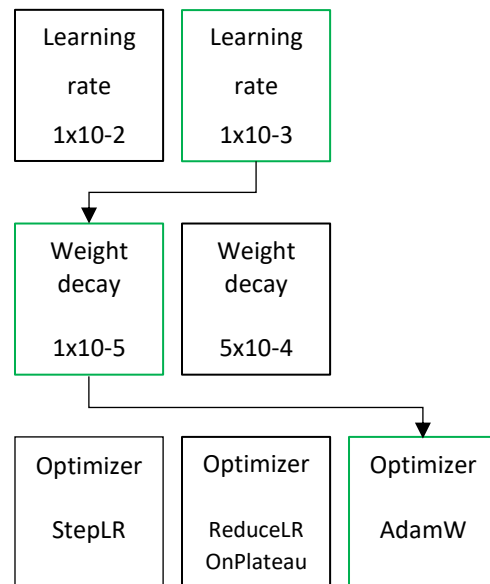 Learning
rate
1x10-2
Learning
rate
1x10-3
Weight
decay
1x10-5
Weight
decay
5x10-4
Optimizer
StepLR
Optimizer
ReduceLR
OnPlateau
Optimizer
AdamW